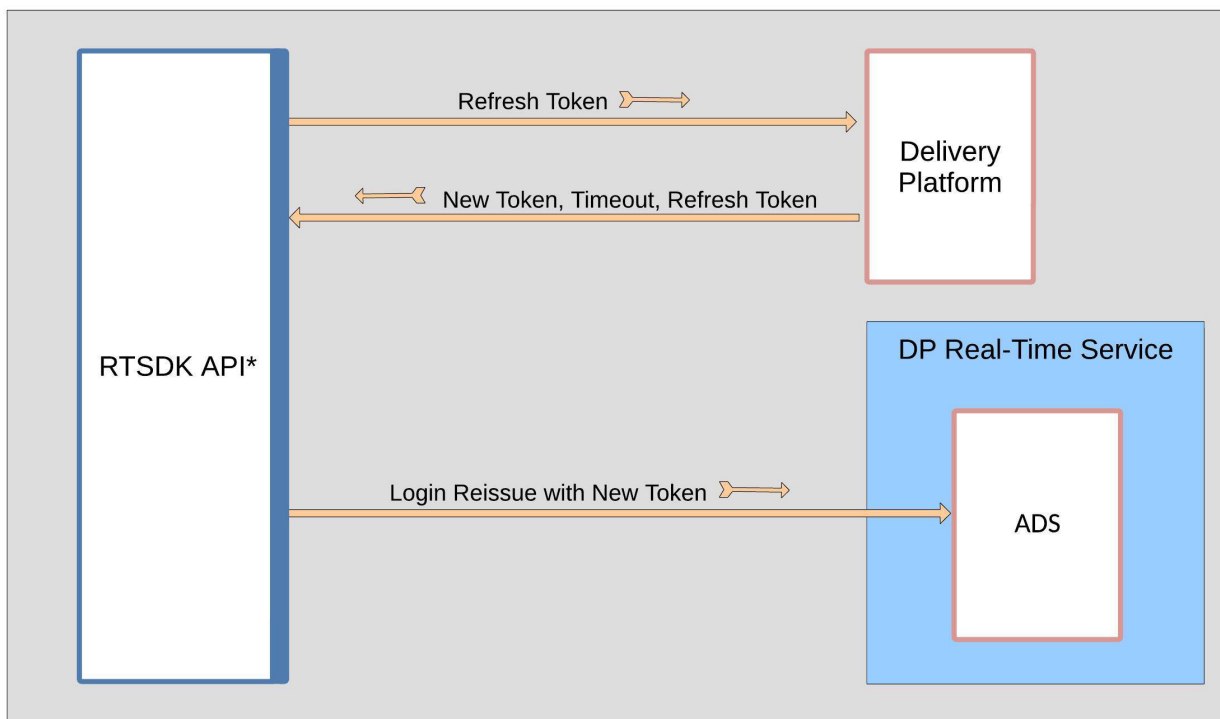 Refresh Token
Delivery
Platform
New Token, Timeout, Refresh Token
RTSDK API*
DP Real-Time Service
Login Reissue with New Token
ADS